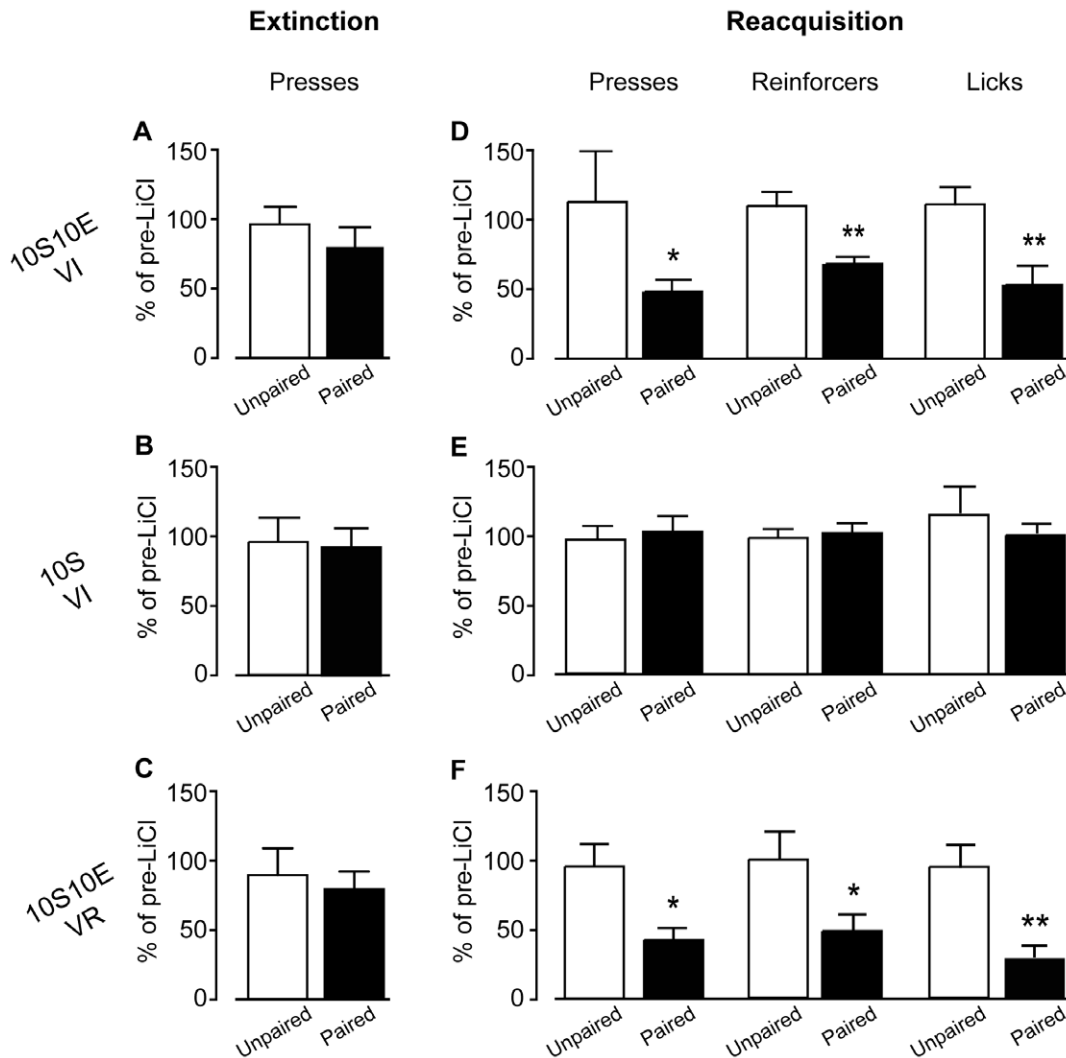 Extinction Reacquisition
Presses Presses Reinforcers Licks
10S10E
VI
A
% of pre-LiCl
150
100
50
0
Unpaired Paired
D
% of pre-LiCl
150
100
50
0
* ** **
Unpaired Paired Unpaired Paired Unpaired Paired
10S
VI
B
% of pre-LiCl
150
100
50
0
Unpaired Paired
E
% of pre-LiCl
150
100
50
0
Unpaired Paired Unpaired Paired Unpaired Paired
10S10E
VR
C
% of pre-LiCl
150
100
50
0
Unpaired Paired
F
% of pre-LiCl
150
100
50
0
* * **
Unpaired Paired Unpaired Paired Unpaired Paired